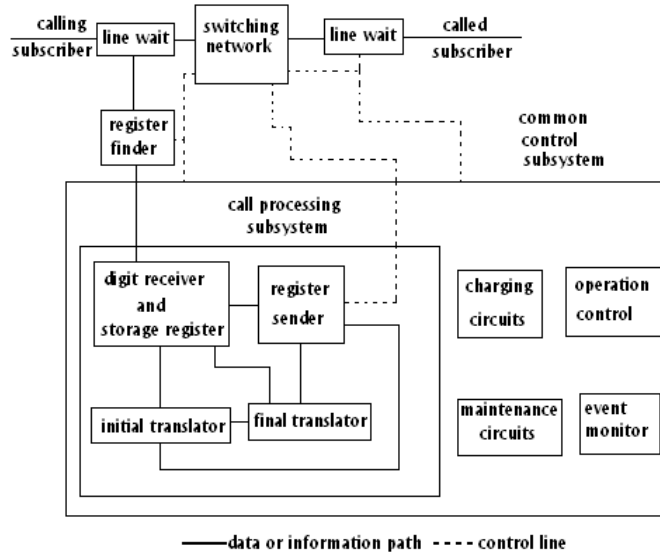 calling
subscriber
line wait
switching
network
line wait
called
subscriber
register
finder
common
control
subsystem
call processing
subsystem
digit receiver
and
storage register
register
sender
charging
circuits
operation
control
initial translator
final translator
maintenance
circuits
event
monitor
data or information path
control line